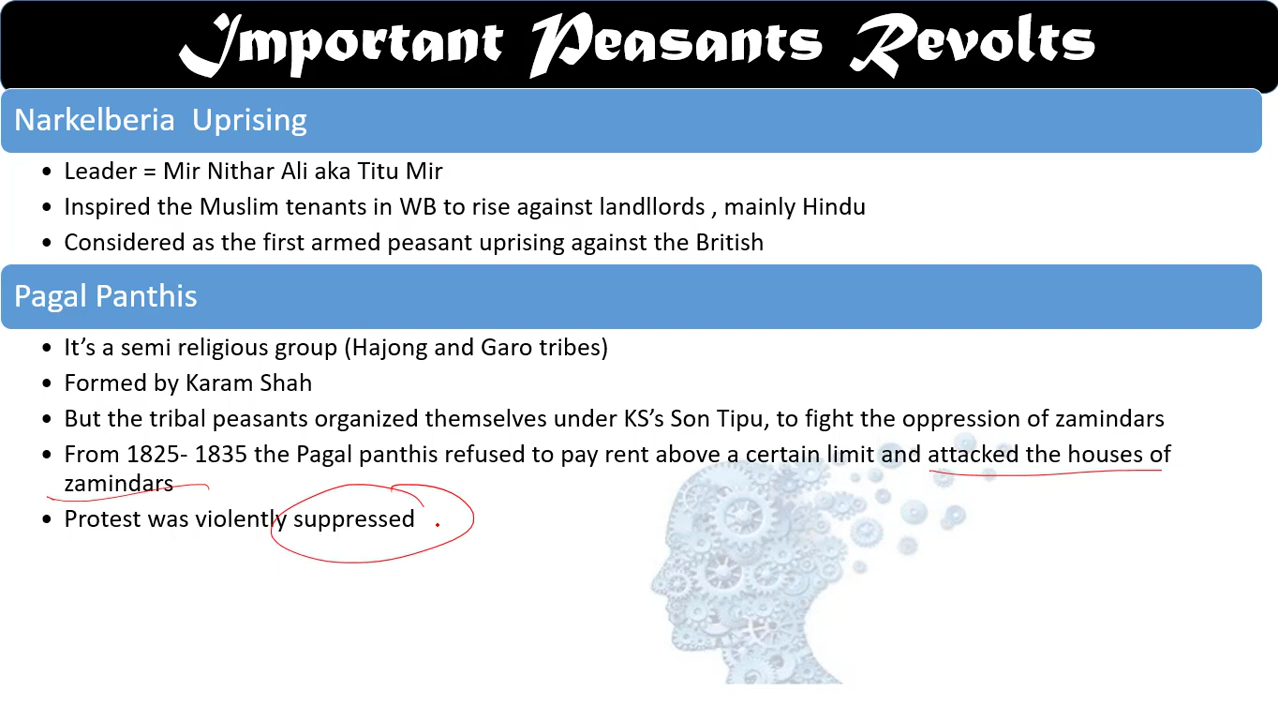 Important Peasants Revolts
Narkelberia Uprising
• Leader = Mir Nithar Ali aka Titu Mir
• Inspired the Muslim tenants in WB to rise against landllords , mainly Hindu
• Considered as the first armed peasant uprising against the British
Pagal Panthis
• It’s a semi religious group (Hajong and Garo tribes)
• Formed by Karam Shah
• But the tribal peasants organized themselves under KS’s Son Tipu, to fight the oppression of zamindars
• From 1825- 1835 the Pagal panthis refused to pay rent above a certain limit and attacked the houses of
zamindars
• Protest was violently suppressed